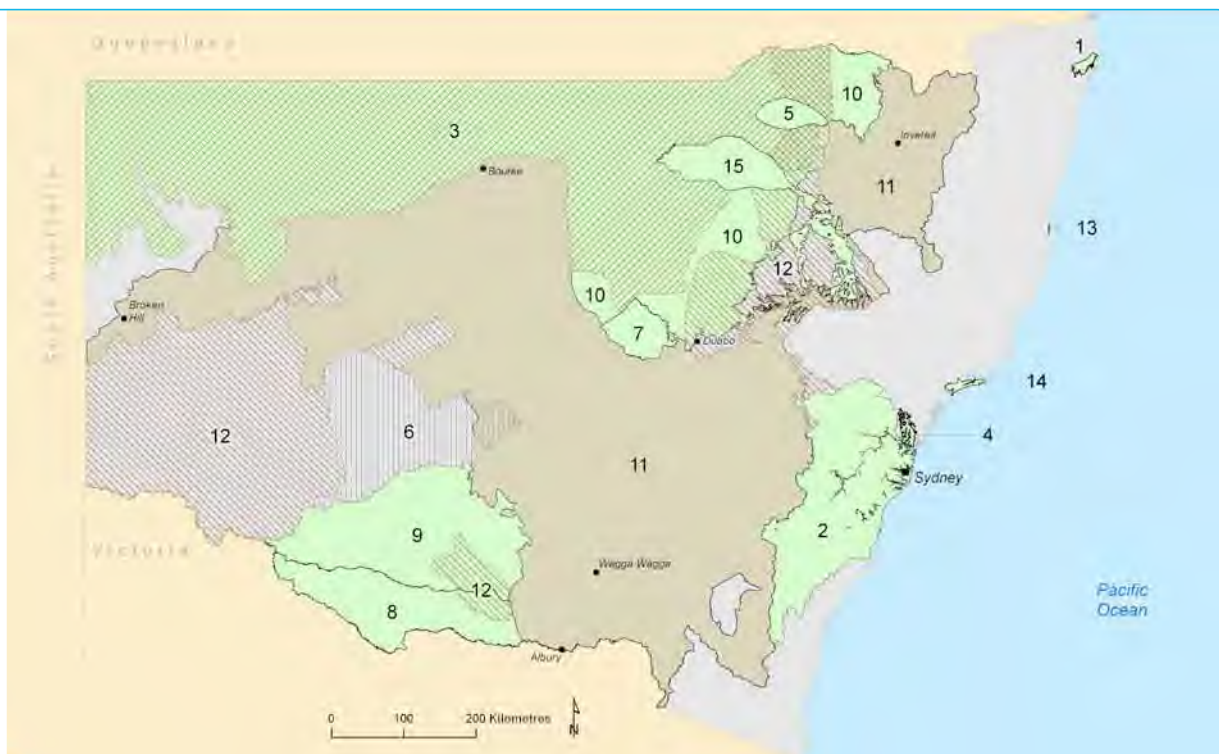 Queensland
1
10
5
3
Inverell
Bourke
15
11
South Australia
13
10
12
10
Broken
Hill
7
Dubbo
14
12
6
4
11
Sydney
2
9
Victoria
Wagga Wagga
12
Pacific
Ocean
8
Albury
0 100 200 Kilometres
N